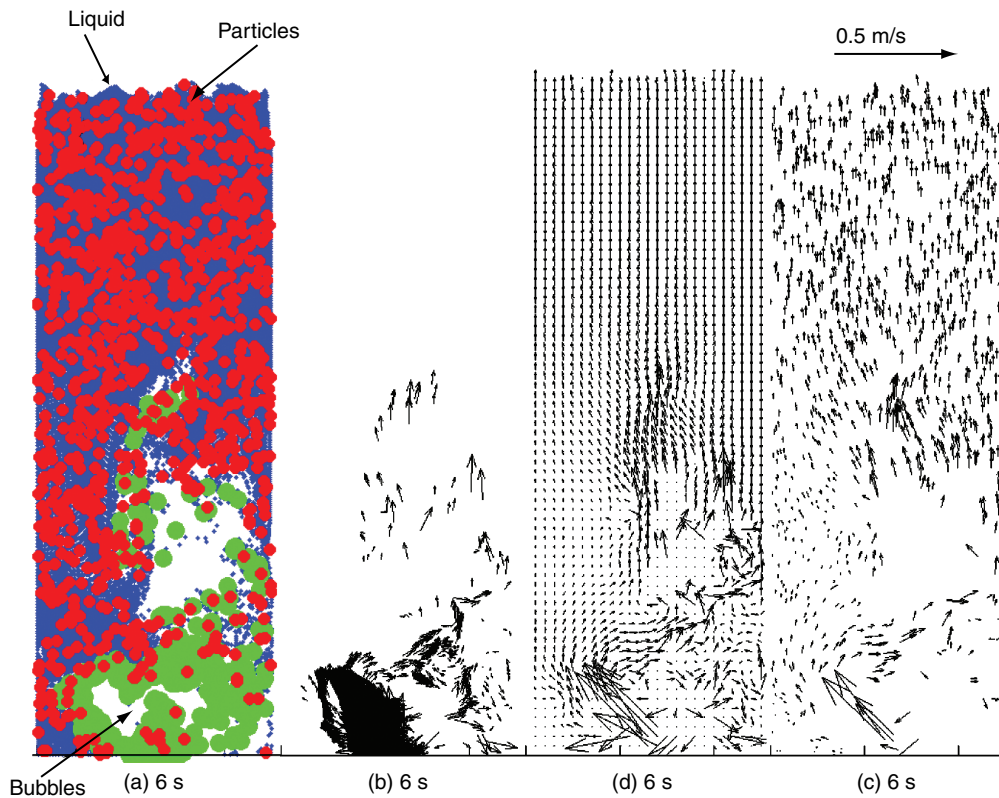 Liquid
Particles
0.5 m/s
Bubbles
(a) 6 s
(b) 6 s
(d) 6 s
(c) 6 s